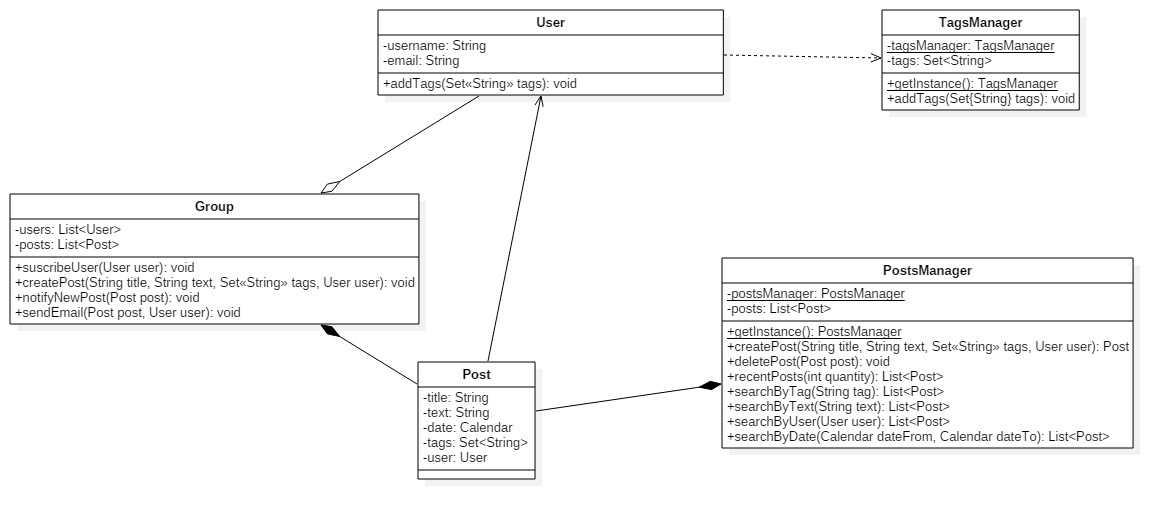 User
-username: String
-email: String
+addTags(Set«String» tags): void
TagsManager
-tagsManager: TagsManager
-tags: Set<String>
+getInstance(): TagsManager
+addTags(Set{String} tags): void
Group
-users: List<User>
-posts: List<Post>
+suscribeUser(User user): void
+createPost(String title, String text, Set«String» tags, User user): void
+notifyNewPost(Post post): void
+sendEmail(Post post, User user): void
PostsManager
-postsManager: PostsManager
-posts: List<Post>
+getInstance(): PostsManager
+createPost(String title, String text, Set«String» tags, User user): Post
+deletePost(Post post): void
+recentPosts(int quantity): List<Post>
+searchByTag(String tag): List<Post>
+searchByText(String text): List<Post>
+searchByUser(User user): List<Post>
+searchByDate(Calendar dateFrom, Calendar dateTo): List<Post>
Post
-title: String
-text: String
-date: Calendar
-tags: Set<String>
-user: User